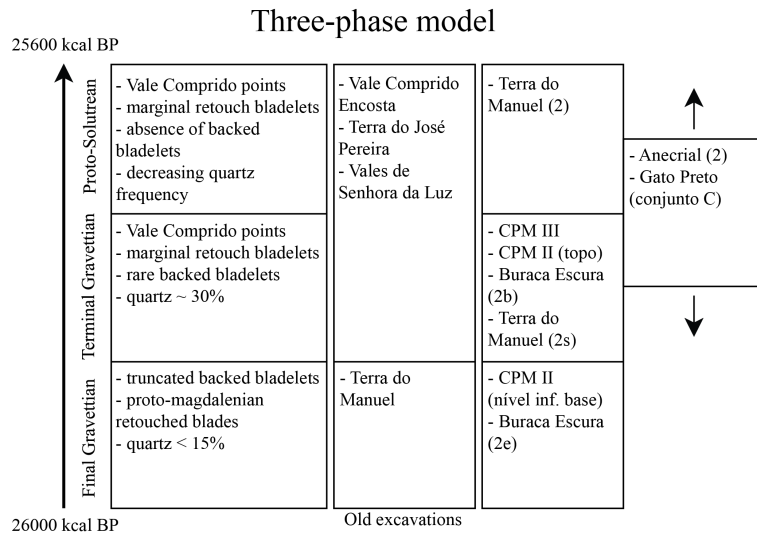 Three-phase model
25600 kcal BP
Proto-Solutrean
- Vale Comprido points
- marginal retouch bladelets
- absence of backed
bladelets
- decreasing quartz
frequency
- Vale Comprido
Encosta
- Terra do José
Pereira
- Vales de
Senhora da Luz
- Terra do
Manuel (2)
- Anecrial (2)
- Gato Preto
(conjunto C)
Terminal Gravettian
- Vale Comprido points
- marginal retouch bladelets
- rare backed bladelets
- quartz ~ 30%
- CPM III
- CPM II (topo)
- Buraca Escura
(2b)
- Terra do
Manuel (2s)
Final Gravettian
- truncated backed bladelets
- proto-magdalenian
retouched blades
- quartz < 15%
- Terra do
Manuel
- CPM II
(nível inf. base)
- Buraca Escura
(2e)
26000 kcal BP
Old excavations